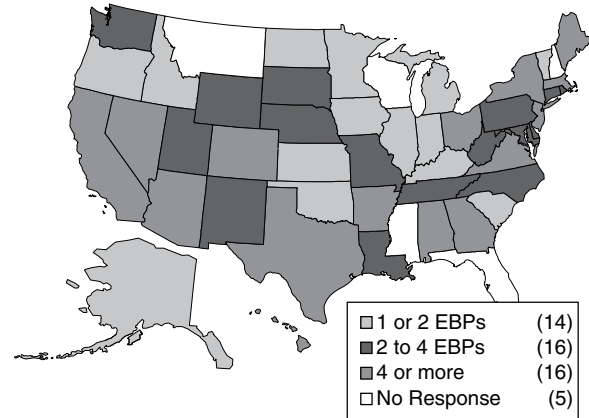 1 or 2 EBPs (14)
2 to 4 EBPs (16)
4 or more (16)
No Response (5)